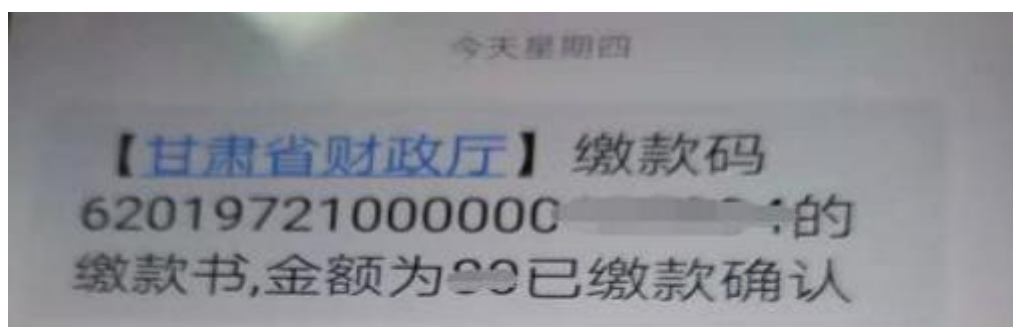 今天星期四
【甘肃省财政厅】缴款码
62019721000000 的
缴款书,金额为 已缴款确认